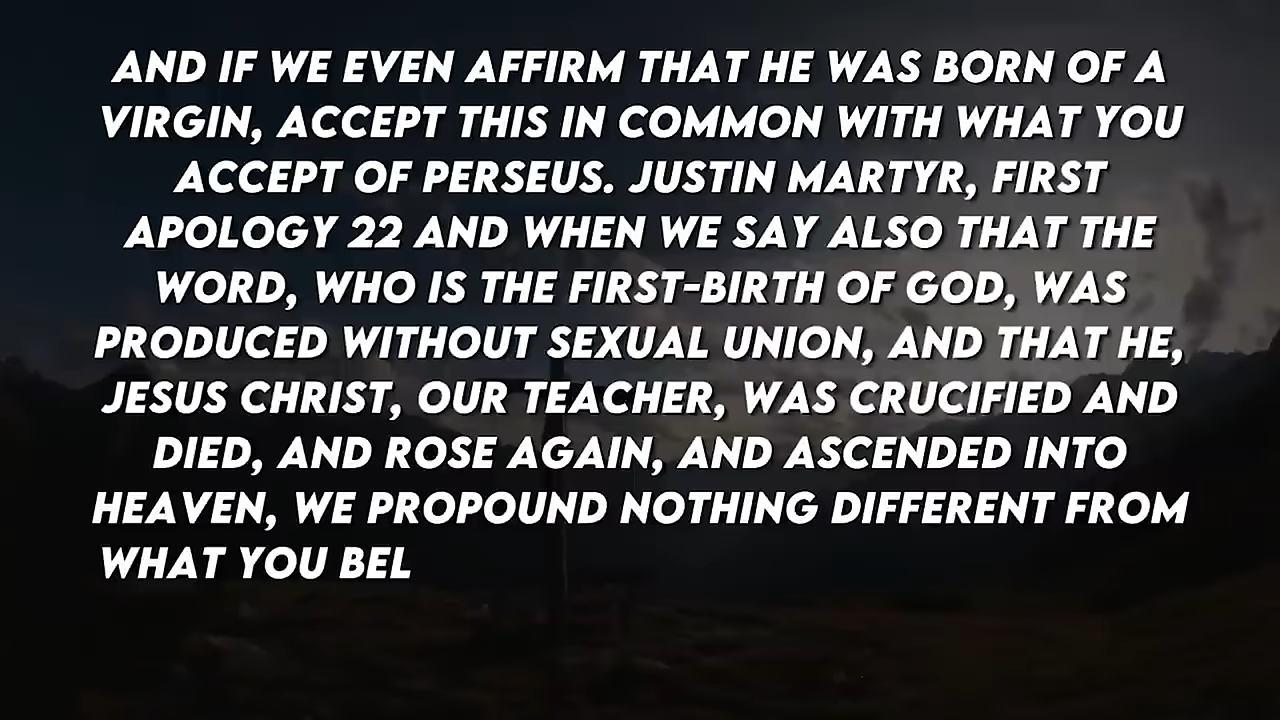 AND IF WE EVEN AFFIRM THAT HE WAS BORN OF A
VIRGIN, ACCEPT THIS IN COMMON WITH WHAT YOU
ACCEPT OF PERSEUS. JUSTIN MARTYR, FIRST
APOLOGY 22 AND WHEN WE SAY ALSO THAT THE
WORD, WHO IS THE FIRST-BIRTH OF GOD, WAS
PRODUCED WITHOUT SEXUAL UNION, AND THAT HE,
JESUS CHRIST, OUR TEACHER, WAS CRUCIFIED AND
DIED, AND ROSE AGAIN, AND ASCENDED INTO
HEAVEN, WE PROPOUND NOTHING DIFFERENT FROM
WHAT YOU BEL